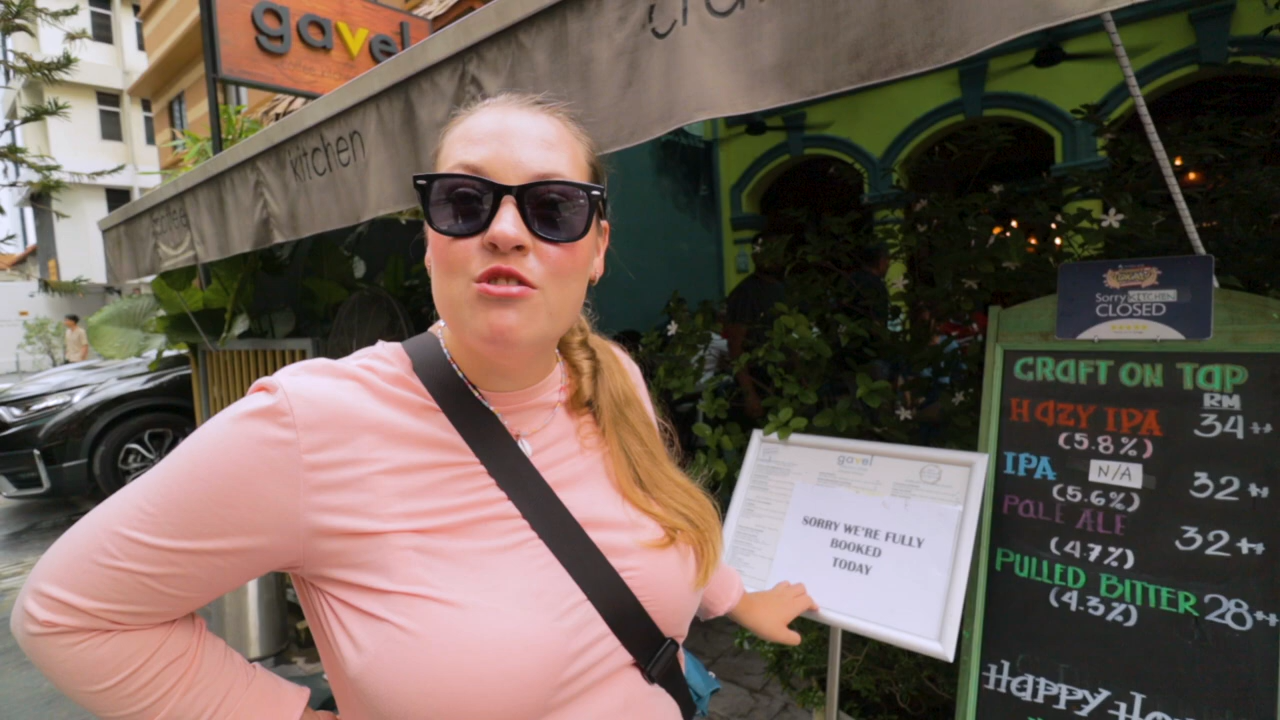 gavel
kitchen
coffee
Sorry KITCHEN
CLOSED
gavel
SORRY WE'RE FULLY
BOOKED
TODAY
CRAFT ON TAP
RM
HAZY IPA 34++
(5.8%)
IPA N/A 32++
(5.6%)
PALE ALE 32++
(4.7%)
PULLED BITTER 28++
(4.3%)
HAPPY